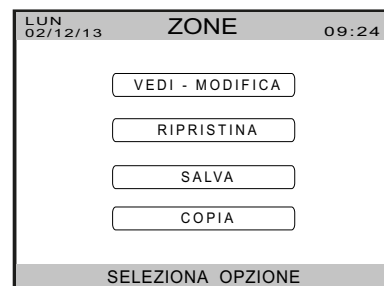 LUN
02/12/13
ZONE
09:24
VEDI - MODIFICA
RIPRISTINA
SALVA
COPIA
SELEZIONA OPZIONE